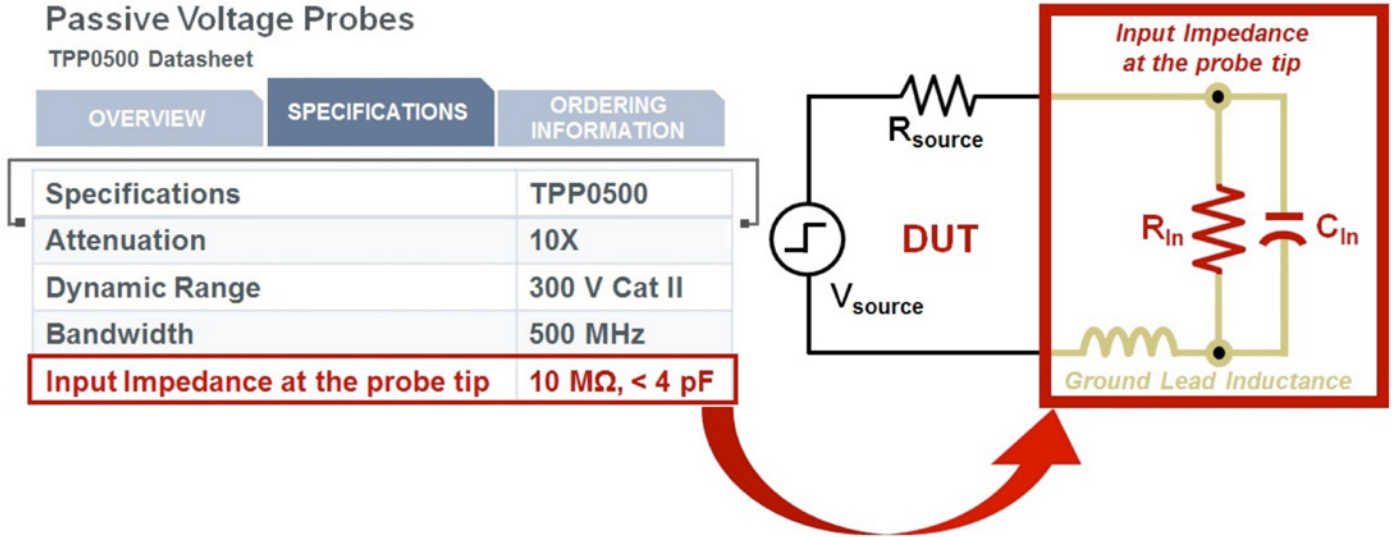 Passive Voltage Probes
TPP0500 Datasheet
OVERVIEW
SPECIFICATIONS
ORDERING
INFORMATION
Specifications TPP0500
Attenuation 10X
Dynamic Range 300 V Cat II
Bandwidth 500 MHz
Input Impedance at the probe tip 10 MΩ, < 4 pF
Rsource
DUT
Vsource
Input Impedance
at the probe tip
RIn
CIn
Ground Lead Inductance